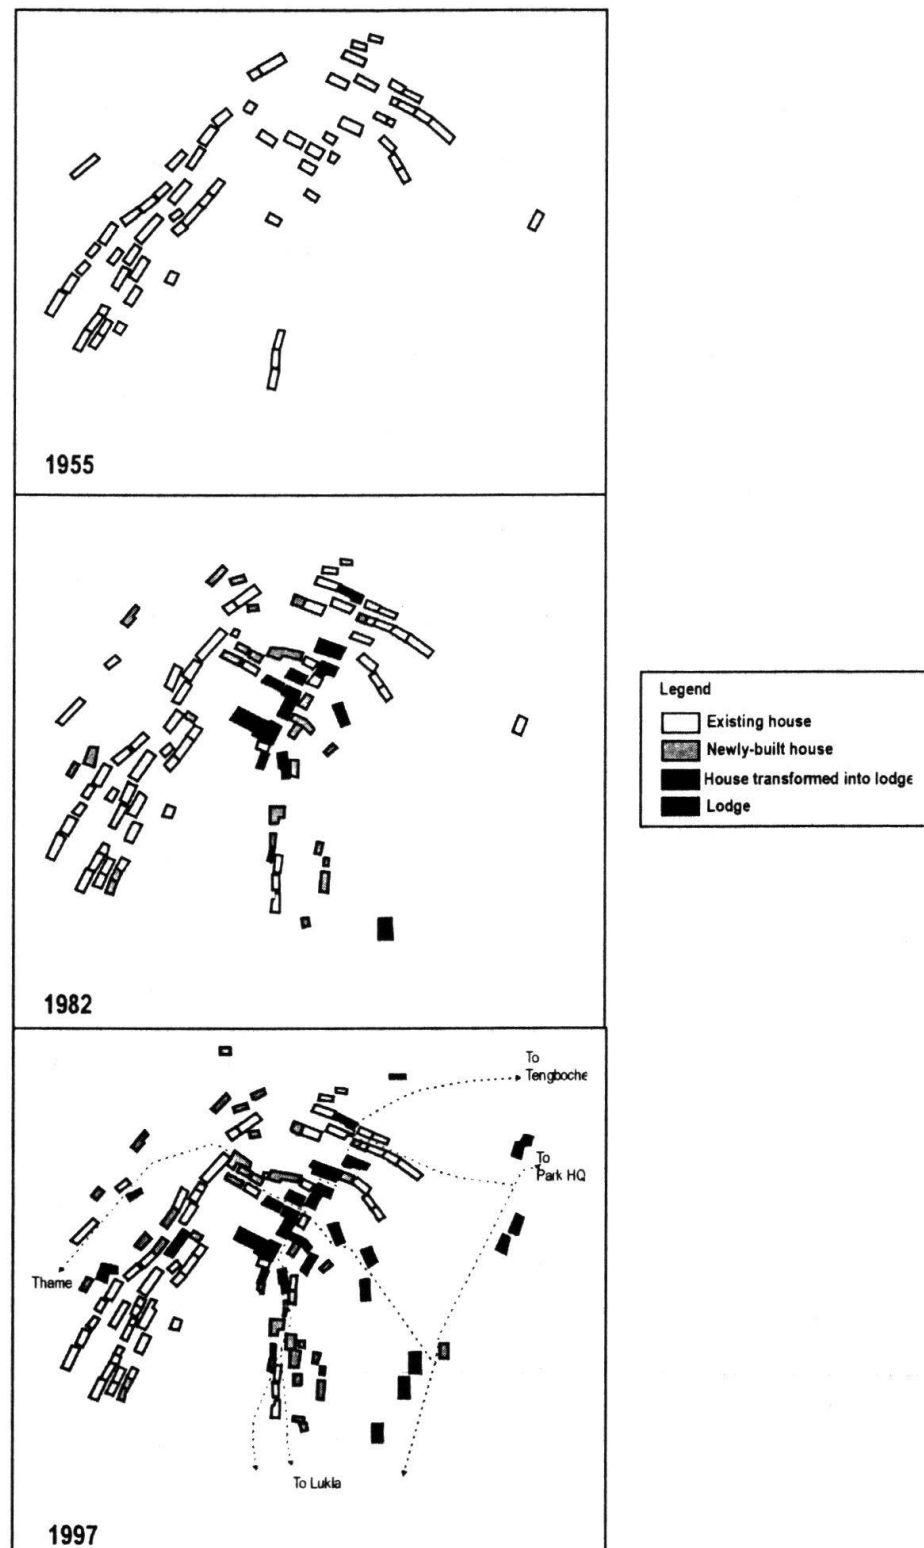 1955
1982
Legend
Existing house
Newly-built house
House transformed into lodge
Lodge
To
Tengboche
To
Park HQ
Thame
To Lukla
1997